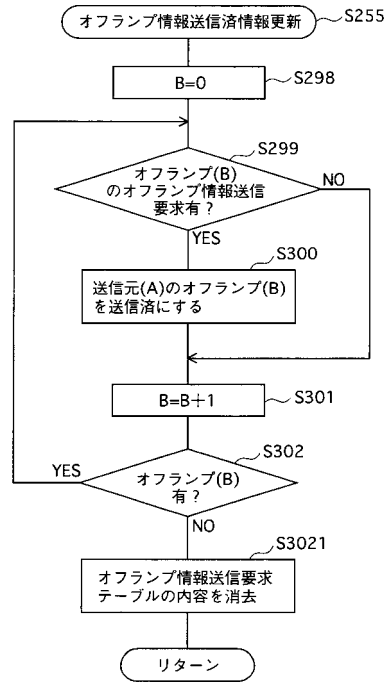 オフランプ情報送信済情報更新
S255
B=0
S298
S299
オフランプ(B)
のオフランプ情報送信
要求有?
NO
YES
S300
送信元(A)のオフランプ(B)
を送信済にする
B=B+1
S301
S302
YES
オフランプ(B)
有?
NO
S3021
オフランプ情報送信要求
テーブルの内容を消去
リターン